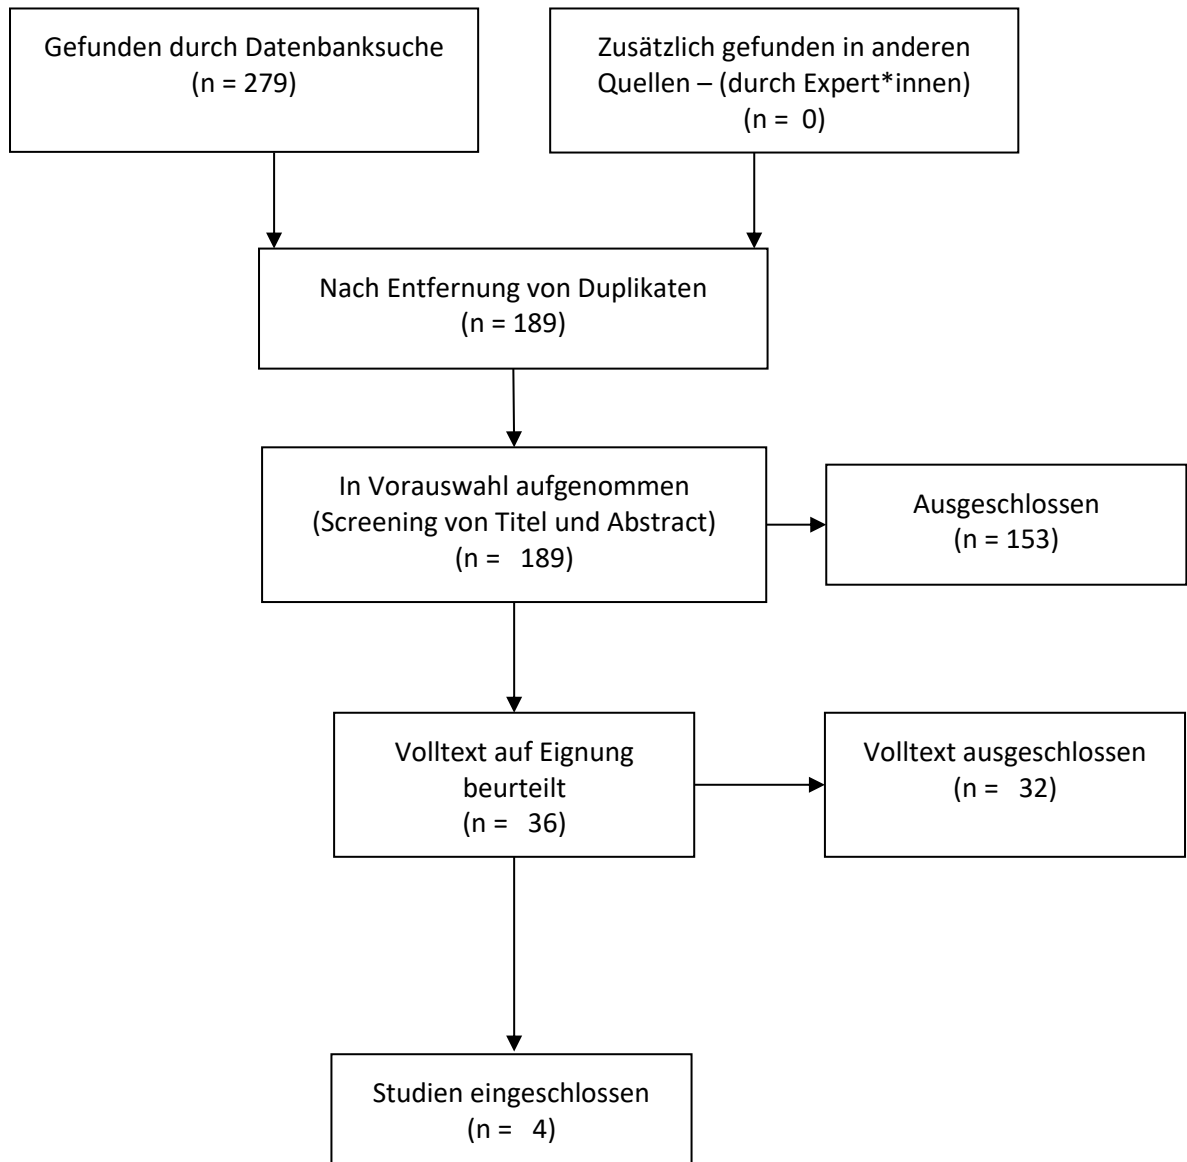 Gefunden durch Datenbanksuche
(n = 279)
Zusätzlich gefunden in anderen
Quellen – (durch Expert*innen)
(n = 0)
Nach Entfernung von Duplikaten
(n = 189)
In Vorauswahl aufgenommen
(Screening von Titel und Abstract)
(n = 189)
Ausgeschlossen
(n = 153)
Volltext auf Eignung
beurteilt
(n = 36)
Volltext ausgeschlossen
(n = 32)
Studien eingeschlossen
(n = 4)